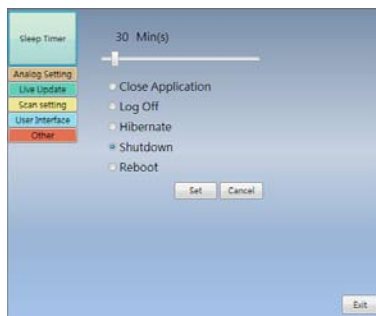 Sleep Timer
Analog Setting
Live Update
Scan setting
User Interface
Other
30 Min(s)
Close Application
Log Off
Hibernate
Shutdown
Reboot
Set
Cancel
Exit